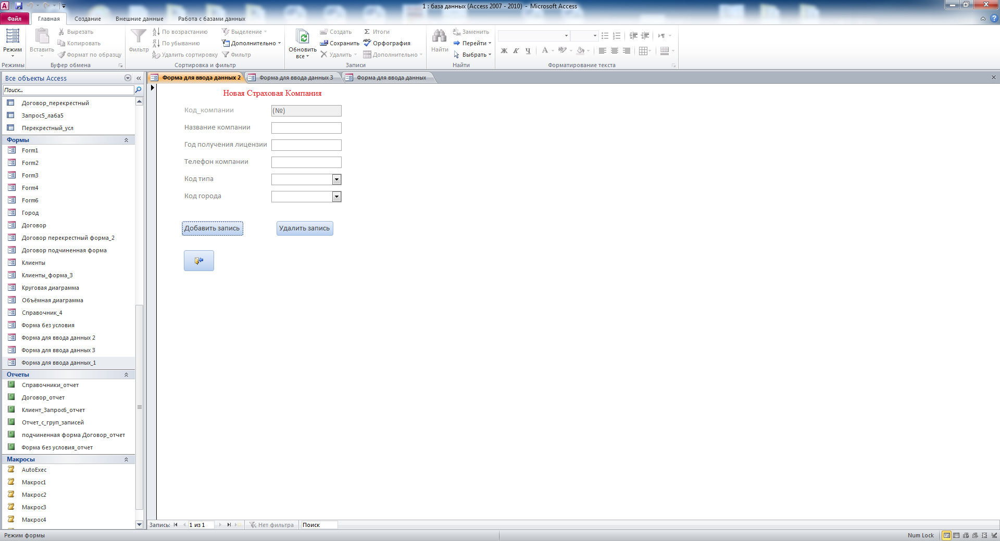 1 : база данных (Access 2007 - 2010) - Microsoft Access
Файл
Главная
Создание
Внешние данные
Работа с базами данных
Режим
Режимы
Вставить
Вырезать
Копировать
Формат по образцу
Буфер обмена
Фильтр
По возрастанию
По убыванию
Удалить сортировку
Выделение
Дополнительно
Фильтр
Сортировка и фильтр
Обновить
все
Создать
Сохранить
Удалить
Итоги
Орфография
Дополнительно
Записи
Найти
Заменить
Перейти
Выбрать
Найти
Ж К Ч А
Форматирование текста
Все объекты Access
Поиск...
Договор_перекрестный
Запрос5_лаба5
Перекрестный_усл
Формы
Form1
Form2
Form3
Form4
Form6
Город
Договор
Договор перекрестный форма_2
Договор подчиненная форма
Клиенты
Клиенты_форма_3
Круговая диаграмма
Объёмная диаграмма
Справочник_4
Форма без условия
Форма для ввода данных 2
Форма для ввода данных 3
Форма для ввода данных_1
Отчеты
Справочники_отчет
Договор_отчет
Клиент_Запрос6_отчет
Отчет_с_груп_записей
подчиненная форма Договор_отчет
Форма без условия_отчет
Макросы
AutoExec
Макрос1
Макрос2
Макрос3
Макрос4
Форма для ввода данных 2
Форма для ввода данных 3
Форма для ввода данных
Новая Страховая Компания
Код_компании
(№)
Название компании
Год получения лицензии
Телефон компании
Код типа
Код города
Добавить запись
Удалить запись
Запись:
1 из 1
Нет фильтра
Поиск
Режим формы
Num Lock